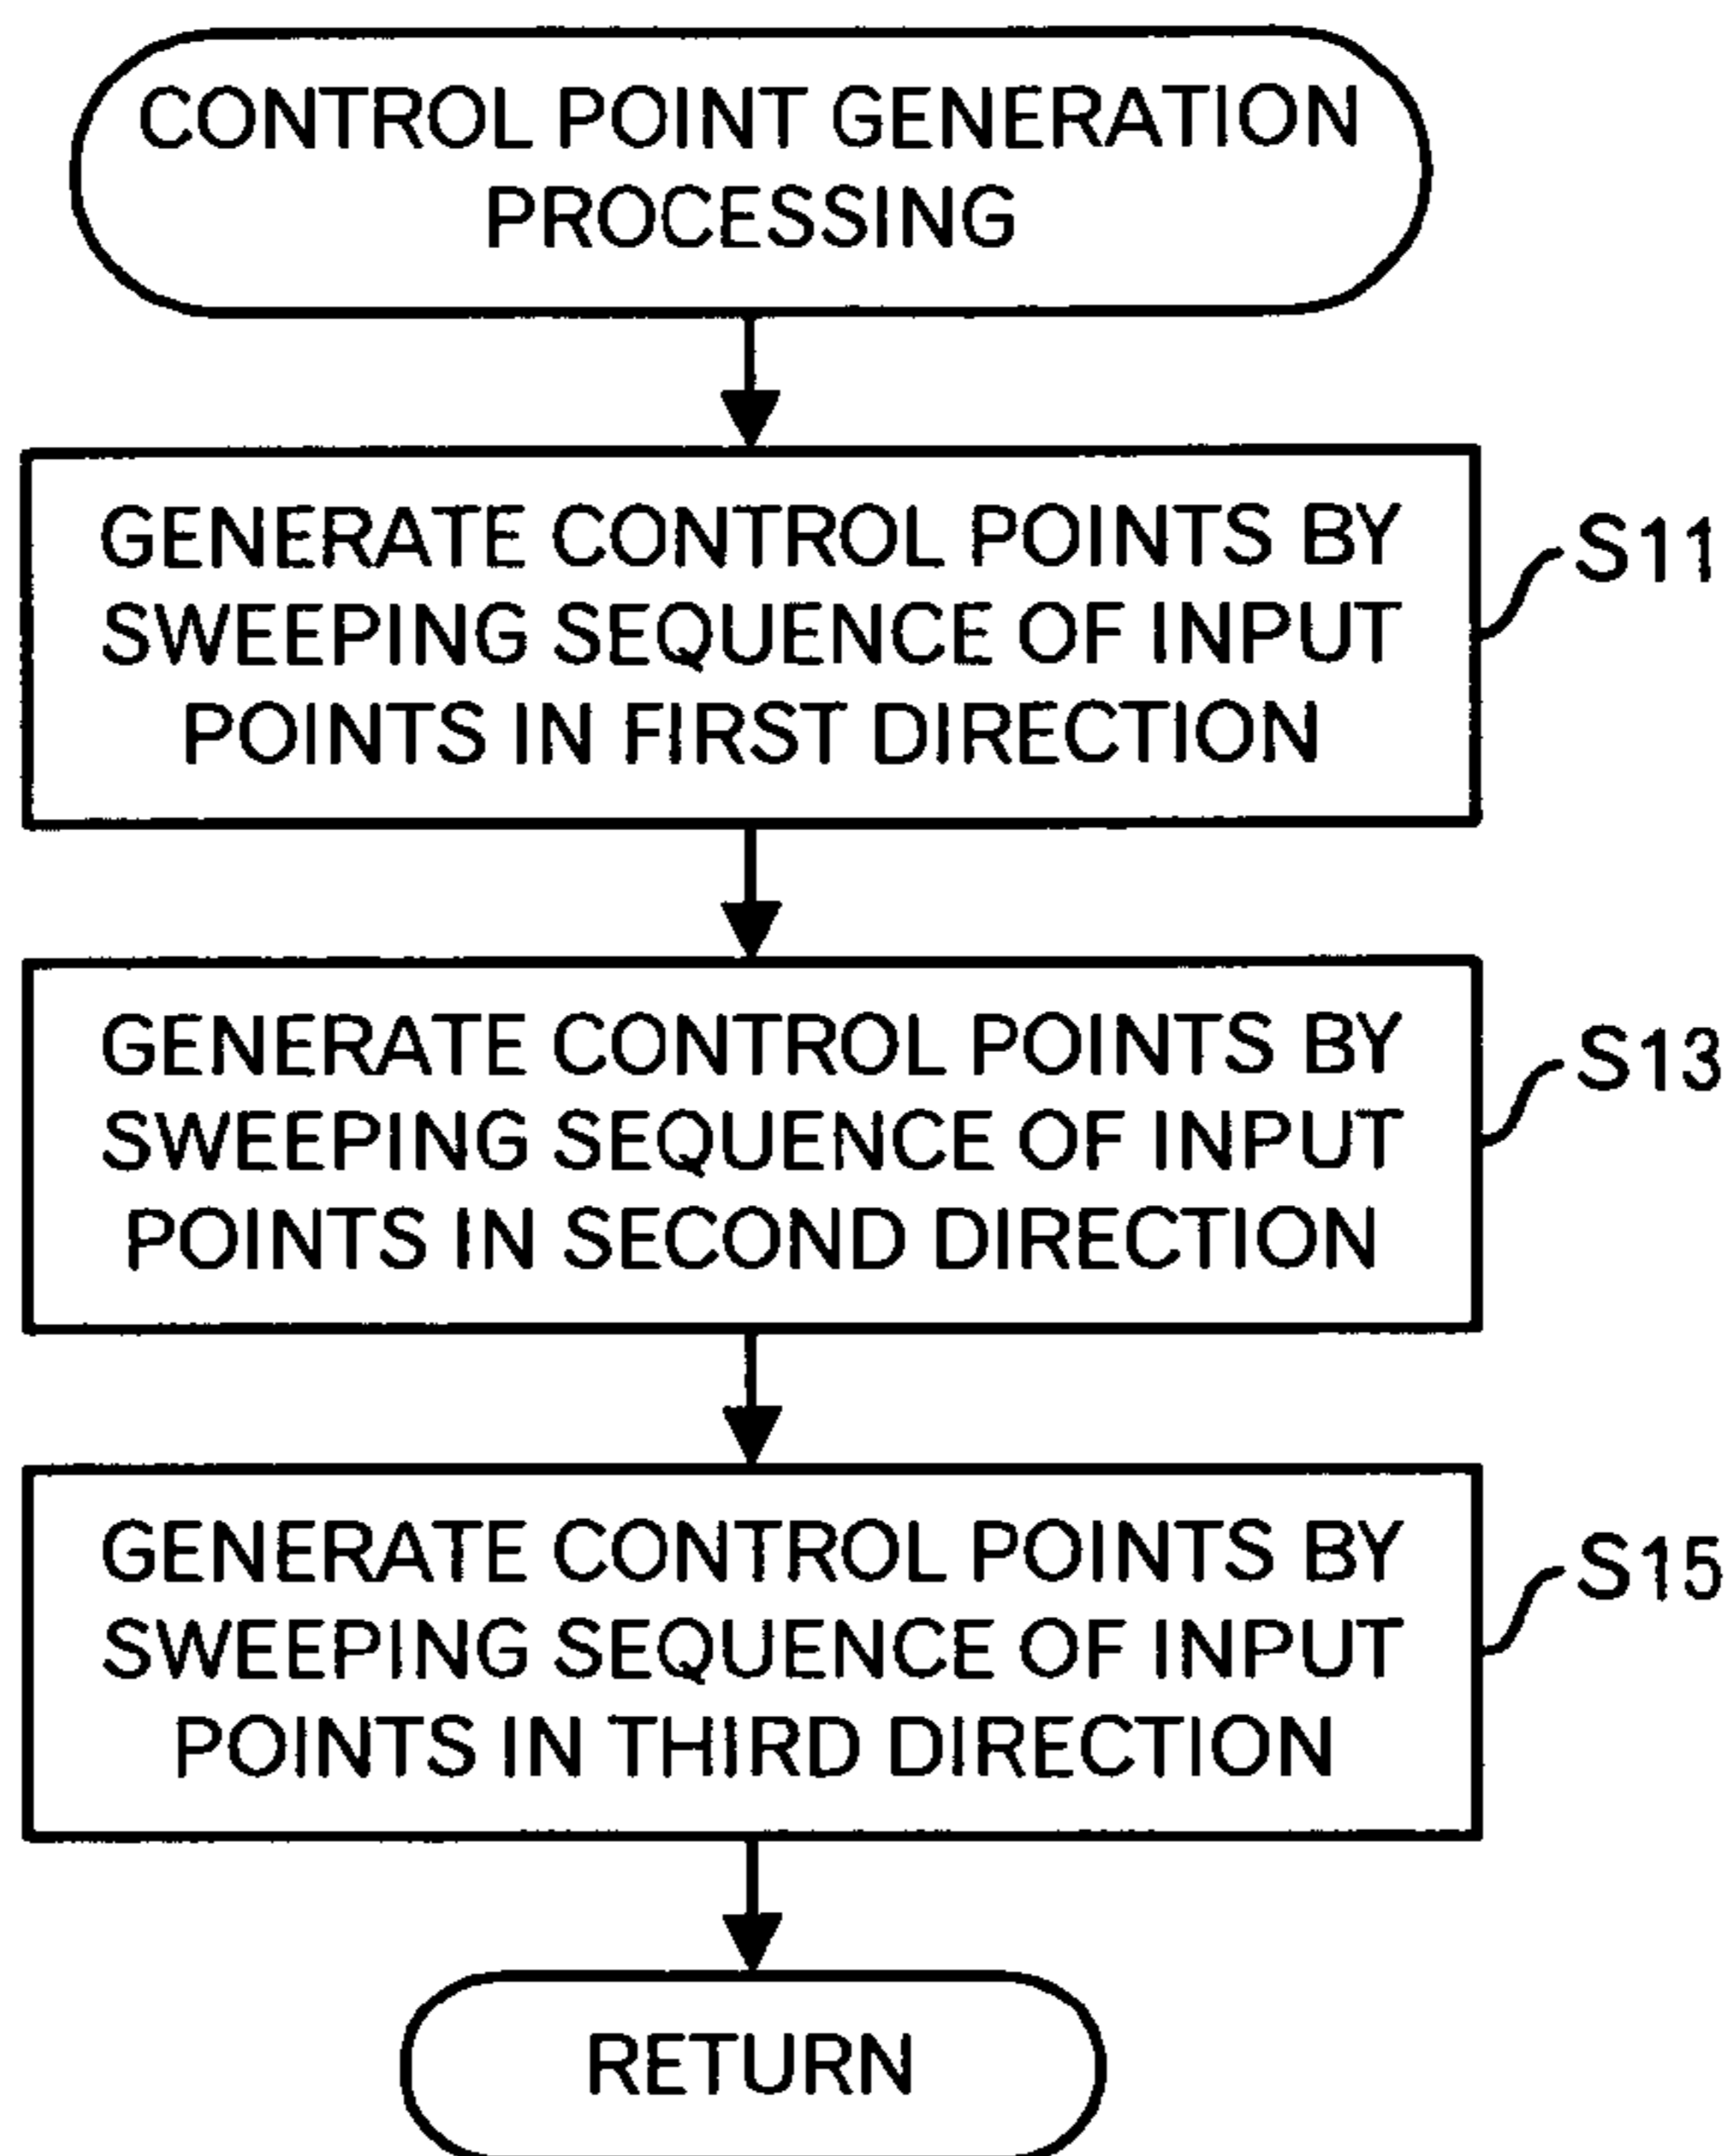 CONTROL POINT GENERATION
PROCESSING
GENERATE CONTROL POINTS BY
SWEEPING SEQUENCE OF INPUT
POINTS IN FIRST DIRECTION
S11
GENERATE CONTROL POINTS BY
SWEEPING SEQUENCE OF INPUT
POINTS IN SECOND DIRECTION
S13
GENERATE CONTROL POINTS BY
SWEEPING SEQUENCE OF INPUT
POINTS IN THIRD DIRECTION
S15
RETURN